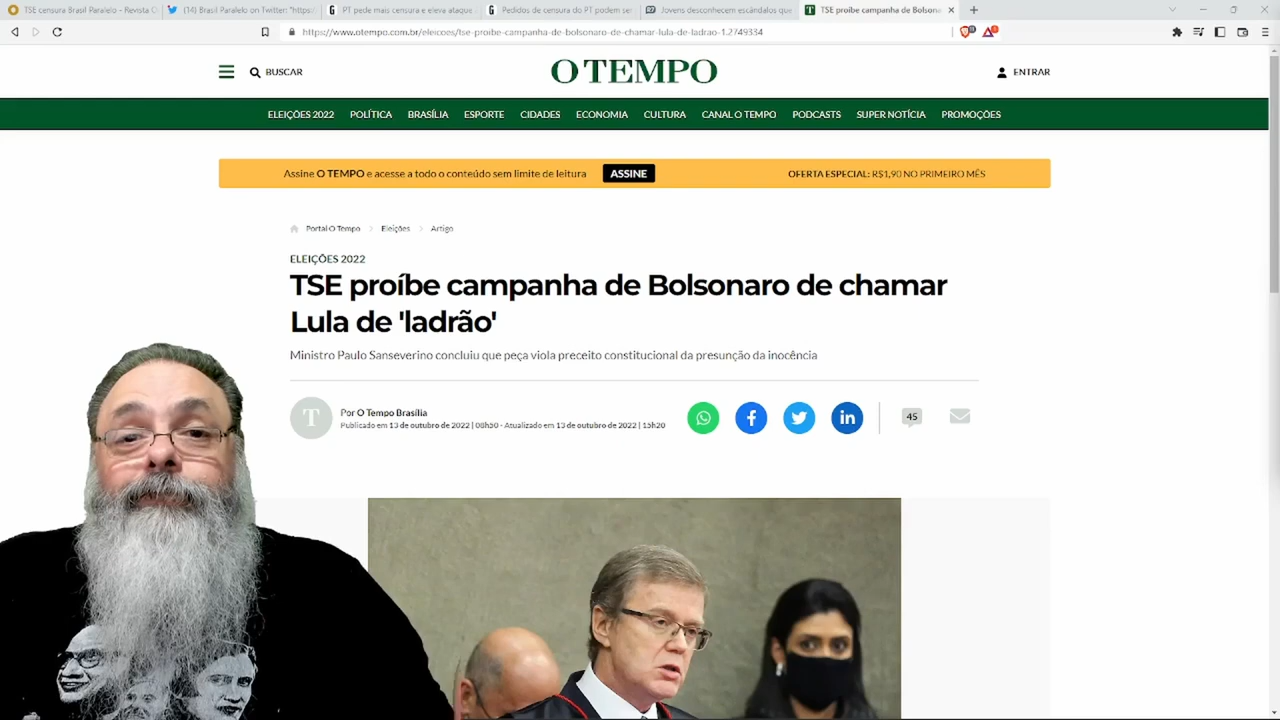 TSE censura Brasil Paralelo - Revista O
(14) Brasil Paralelo on Twitter: "TSE
PT pede mais censura e eleva ataque
Pedidos de censura do PT podem ser
Jovens desconhecem escândalos que
TSE proíbe campanha de Bolsona
https://www.otempo.com.br/eleicoes/tse-proibe-campanha-de-bolsonaro-de-chamar-lula-de-ladrao-1.2749334
BUSCAR
O TEMPO
ENTRAR
ELEIÇÕES 2022 POLÍTICA BRASÍLIA ESPORTE CIDADES ECONOMIA CULTURA CANAL O TEMPO PODCASTS SUPER NOTÍCIA PROMOÇÕES
Assine O TEMPO e acesse a todo o conteúdo sem limite de leitura ASSINE OFERTA ESPECIAL: R$1,90 NO PRIMEIRO MÊS
Portal O Tempo > Eleições > Artigo
ELEIÇÕES 2022
TSE proíbe campanha de Bolsonaro de chamar
Lula de 'ladrão'
Ministro Paulo Sanseverino concluiu que peça viola preceito constitucional da presunção da inocência
T
Por O Tempo Brasília
Publicado em 13 de outubro de 2022 | 08h50 - Atualizado em 13 de outubro de 2022 | 15h20
45